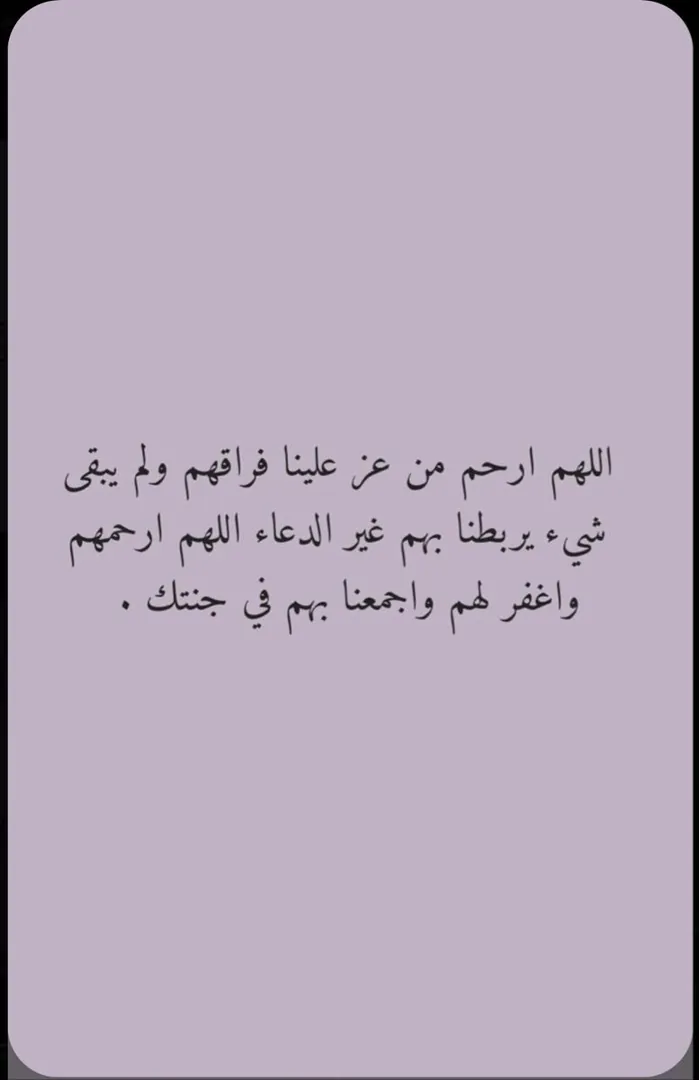 اللهم ارحم من عز علينا فراقهم ولم يبقى
شيء يربطنا بهم غير الدعاء اللهم ارحمهم
واغفر لهم واجمعنا بهم في جنتك .